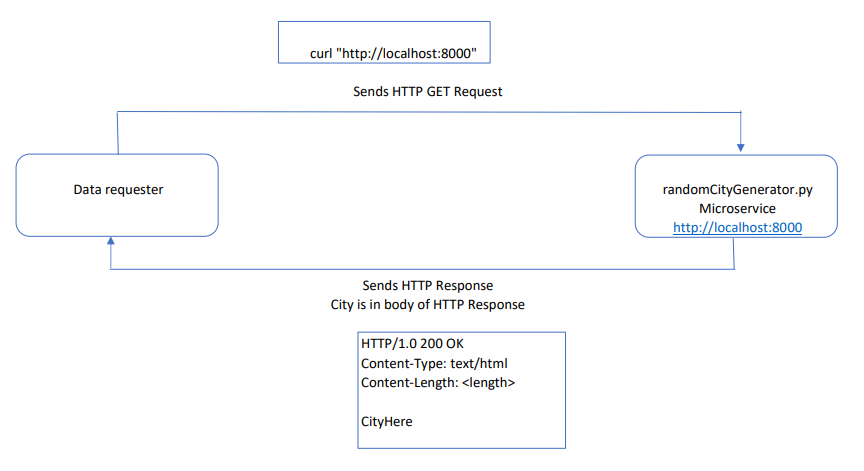 curl "http://localhost:8000"
Sends HTTP GET Request
Data requester
randomCityGenerator.py
Microservice
http://localhost:8000
Sends HTTP Response
City is in body of HTTP Response
HTTP/1.0 200 OK
Content-Type: text/html
Content-Length: <length>
CityHere